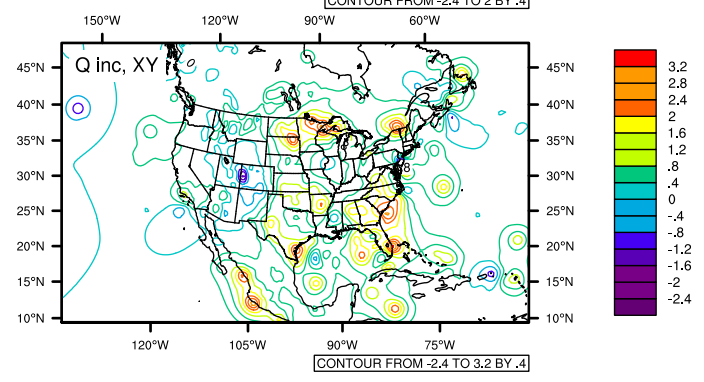 CONTOUR FROM -2.4 TO 2 BY .4
150°W 120°W 90°W 60°W
Q inc, XY
45°N 45°N 3.2
40°N 40°N 2.8
35°N 35°N 2.4
30°N 30°N 2
25°N 25°N 1.6
20°N 20°N 1.2
15°N 15°N .8
10°N 10°N .4
0
-.4
-.8
-1.2
-1.6
-2
-2.4
120°W 105°W 90°W 75°W
CONTOUR FROM -2.4 TO 3.2 BY .4